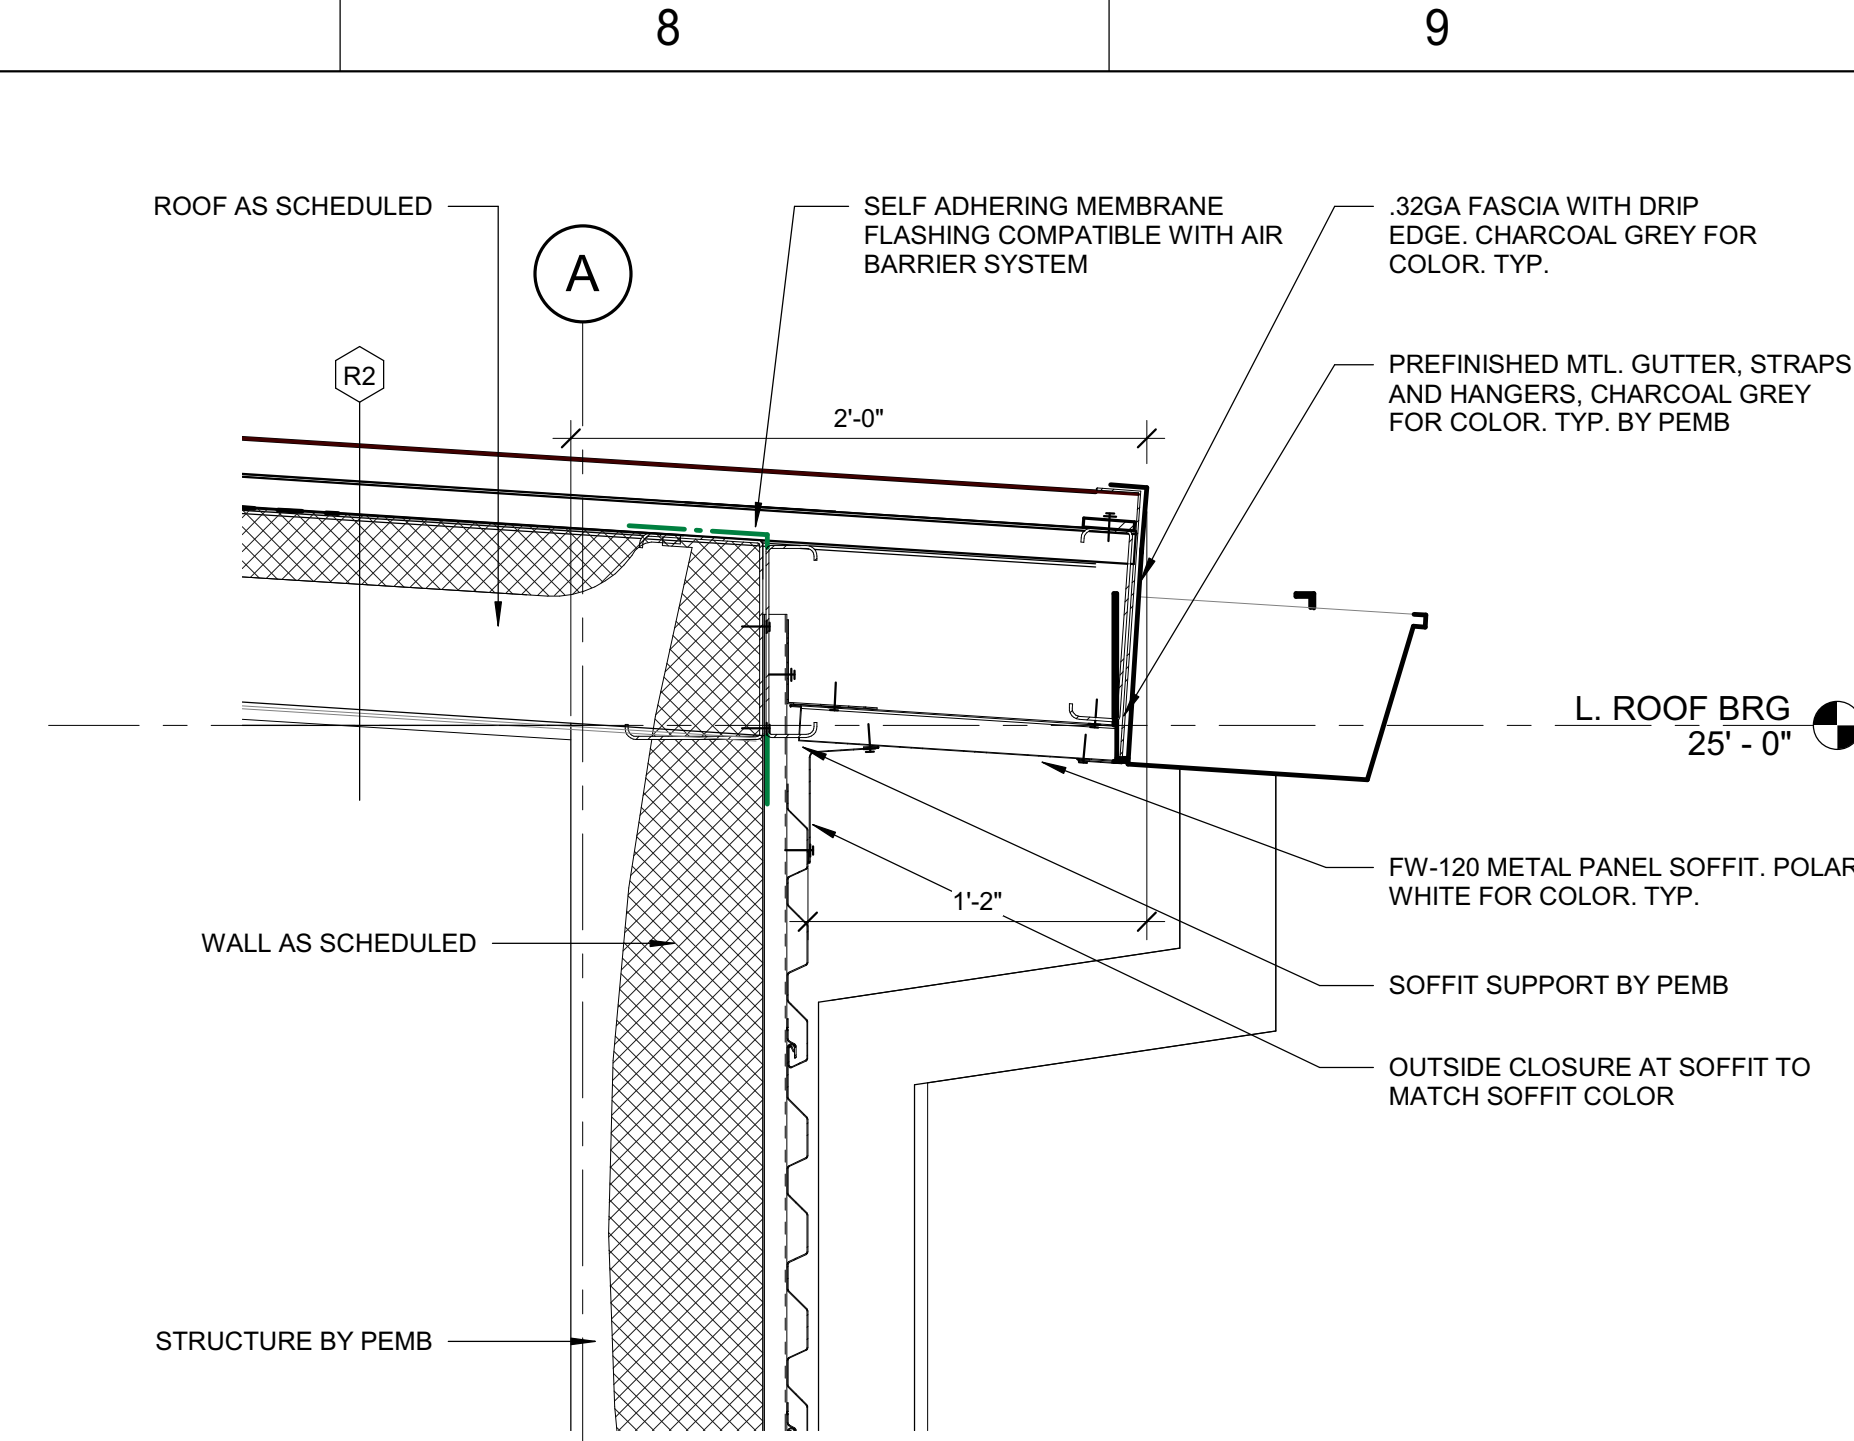 8
9
ROOF AS SCHEDULED
A
SELF ADHERING MEMBRANE
FLASHING COMPATIBLE WITH AIR
BARRIER SYSTEM
.32GA FASCIA WITH DRIP
EDGE. CHARCOAL GREY FOR
COLOR. TYP.
R2
PREFINISHED MTL. GUTTER, STRAPS
AND HANGERS, CHARCOAL GREY
FOR COLOR. TYP. BY PEMB
2'-0"
L. ROOF BRG
25' - 0"
FW-120 METAL PANEL SOFFIT. POLAR
WHITE FOR COLOR. TYP.
1'-2"
WALL AS SCHEDULED
SOFFIT SUPPORT BY PEMB
OUTSIDE CLOSURE AT SOFFIT TO
MATCH SOFFIT COLOR
STRUCTURE BY PEMB